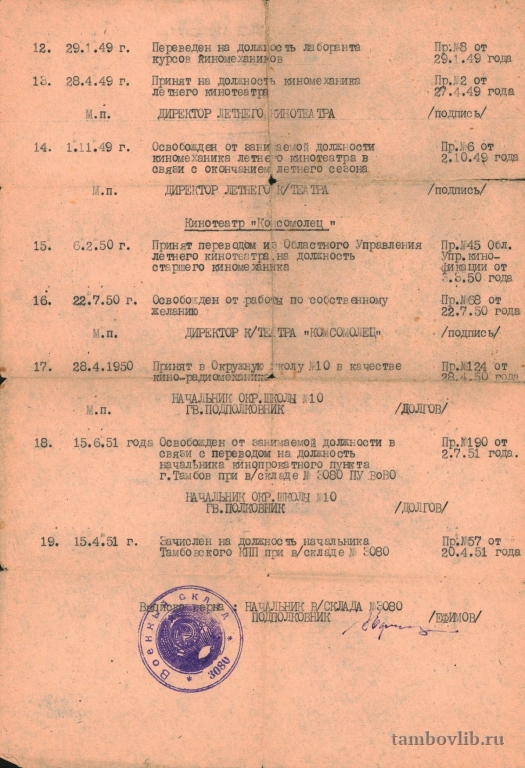 12. 29.1.49 г. Переведен на должность лаборанта Пр.№8 от
курсов киномехаников 29.1.49 года
13. 28.4.49 г. Принят на должность киномеханика Пр.№2 от
летнего кинотеатра 27.4.49 года
М.п. ДИРЕКТОР ЛЕТНЕГО КИНОТЕАТРА /подпись/
14. 1.11.49 г. Освобожден от занимаемой должности Пр.№6 от
киномеханика летнего кинотеатра в 2.10.49 года
связи с окончанием летнего сезона
М.п. ДИРЕКТОР ЛЕТНЕГО К/ТЕАТРА /подпись/
Кинотеатр "Комсомолец"
15. 6.2.50 г. Принят переводом из Областного Управления Пр.№45 Обл.
летнего кинотеатра на должность Упр.кино-
старшего киномеханика фикации от
3.3.50 года
16. 22.7.50 г. Освобожден от работы по собственному Пр.№68 от
желанию 22.7.50 года
М.п. ДИРЕКТОР К/ТЕАТРА "КОМСОМОЛЕЦ" /подпись/
17. 28.4.1950 Принят в Окружную школу №10 в качестве Пр.№124 от
кино-радиомеханика 28.4.50 года
НАЧАЛЬНИК ОКР.ШКОЛЫ №10
М.п. ГВ.ПОДПОЛКОВНИК /ДОЛГОВ/
18. 15.6.51 года Освобожден от занимаемой должности в Пр.№190 от
связи с переводом на должность 2.7.51 года.
начальника кинопрокатного пункта
г.Тамбов при в/складе № 3080 ПУ ВоВО
НАЧАЛЬНИК ОКР.ШКОЛЫ №10
ГВ.ПОЛКОВНИК /ДОЛГОВ/
19. 15.4.51 г. Зачислен на должность начальника Пр.№57 от
Тамбовского КПП при в/складе № 3080 20.4.51 года
Выписка верна НАЧАЛЬНИК В/СКЛАДА №3080
ПОДПОЛКОВНИК /ЕФИМОВ/
Военный склад * 3080 *
tambovlib.ru